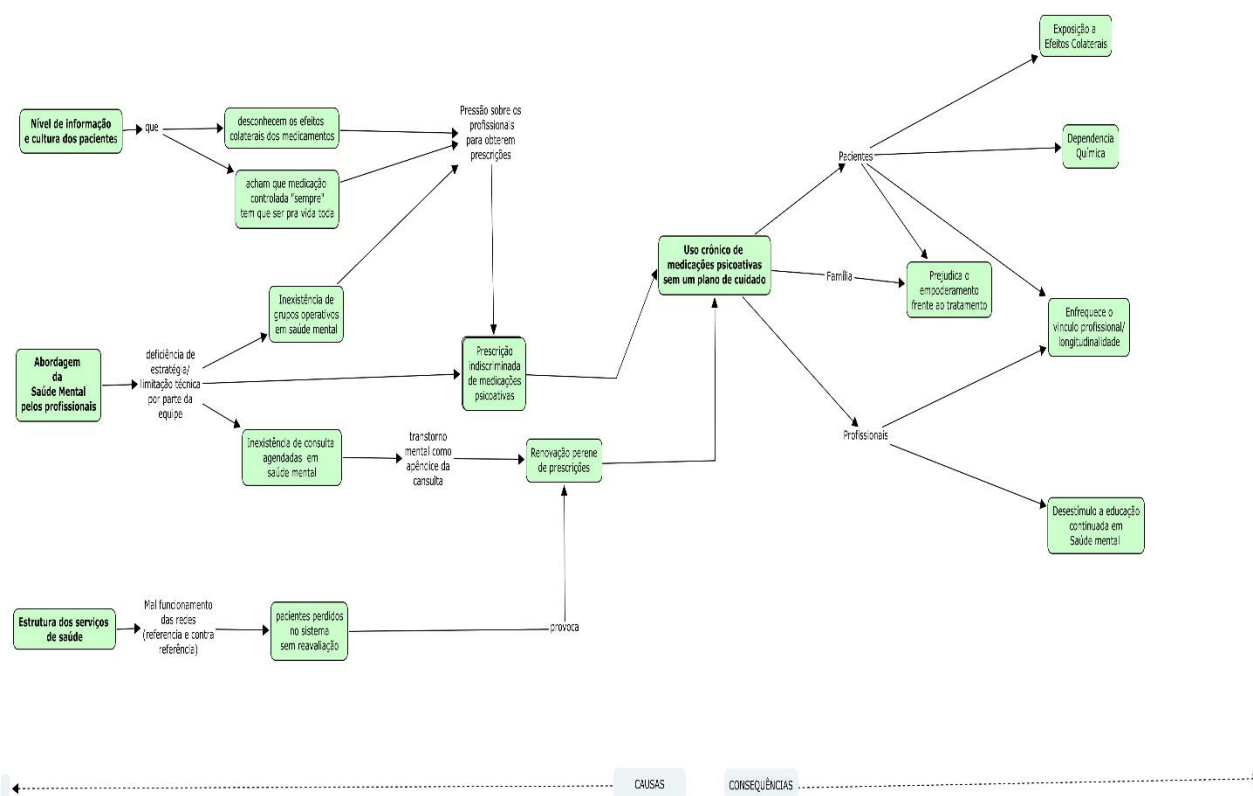 Exposição a
Efeitos Colaterais
Nível de informação
e cultura dos pacientes
que
desconhecem os efeitos
colaterais dos medicamentos
Pressão sobre os
profissionais
para obterem
prescrições
Dependencia
Química
Pacientes
acham que medicação
controlada "sempre"
tem que ser pra vida toda
Uso crônico de
medicações psicoativas
sem um plano de cuidado
Família
Prejudica o
empoderamento
frente ao tratamento
Inexistência de
grupos operativos
em saúde mental
Enfrequece o
vinculo profissional/
longitudinalidade
Abordagem
da
Saúde Mental
pelos profissionais
deficiência de
estratégia/
limitação técnica
por parte da
equipe
Prescrição
indiscriminada
de medicações
psicoativas
Profissionais
Inexistência de consulta
agendadas em
saúde mental
transtorno
mental como
apêndice da
cansulta
Renovação perene
de prescrições
Desestímulo a educação
continuada em
Saúde mental
Estrutura dos serviços
de saúde
Mal funcionamento
das redes
(referencia e contra
referência)
pacientes perdidos
no sistema
sem reavaliação
provoca
CAUSAS
CONSEQUÊNCIAS